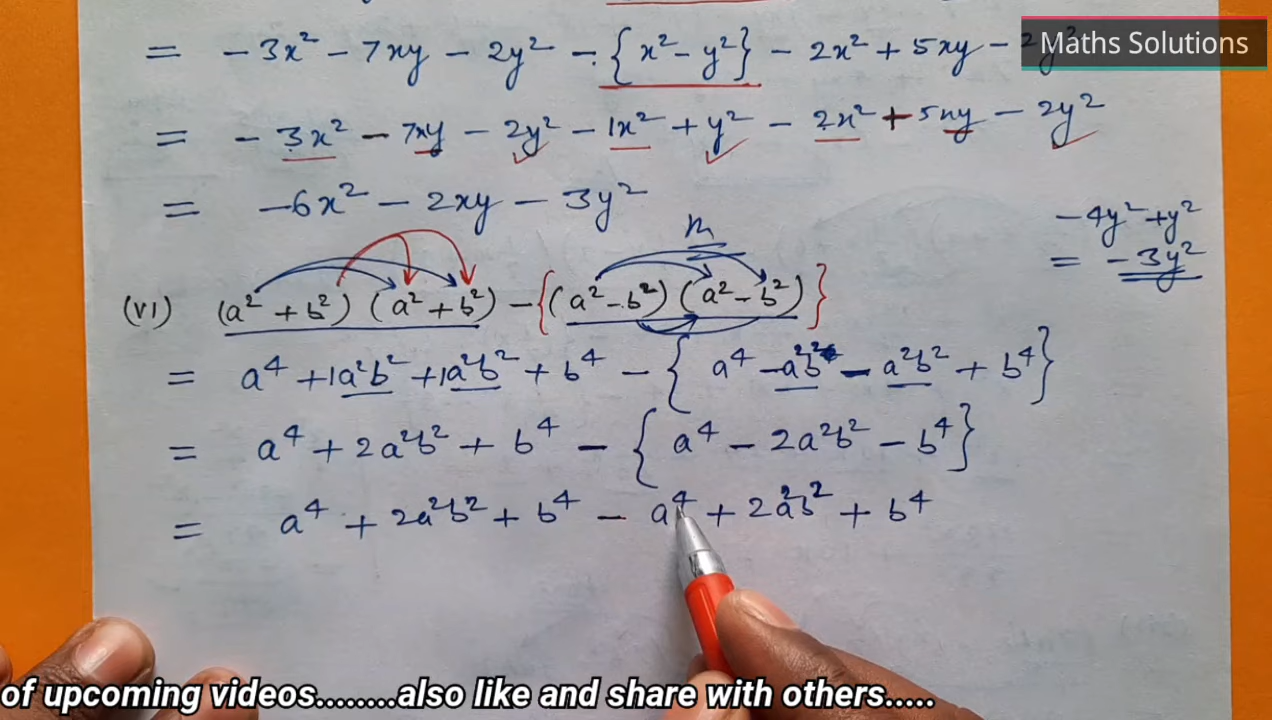 = - 3x² - 7xy - 2y² - {x² - y²} - 2x² + 5xy - 2y²
Maths Solutions
= - 3x² - 7xy - 2y² - 1x² + y² - 2x² + 5xy - 2y²
= -6x² - 2xy - 3y²
-4y² + y²
= -3y²
(vi) (a² + b²) (a² + b²) - {(a² - b²) (a² - b²)}
= a⁴ + 1a²b² + 1a²b² + b⁴ - { a⁴ - a²b² - a²b² + b⁴}
= a⁴ + 2a²b² + b⁴ - { a⁴ - 2a²b² - b⁴}
= a⁴ + 2a²b² + b⁴ - a⁴ + 2a²b² + b⁴
of upcoming videos........also like and share with others.....